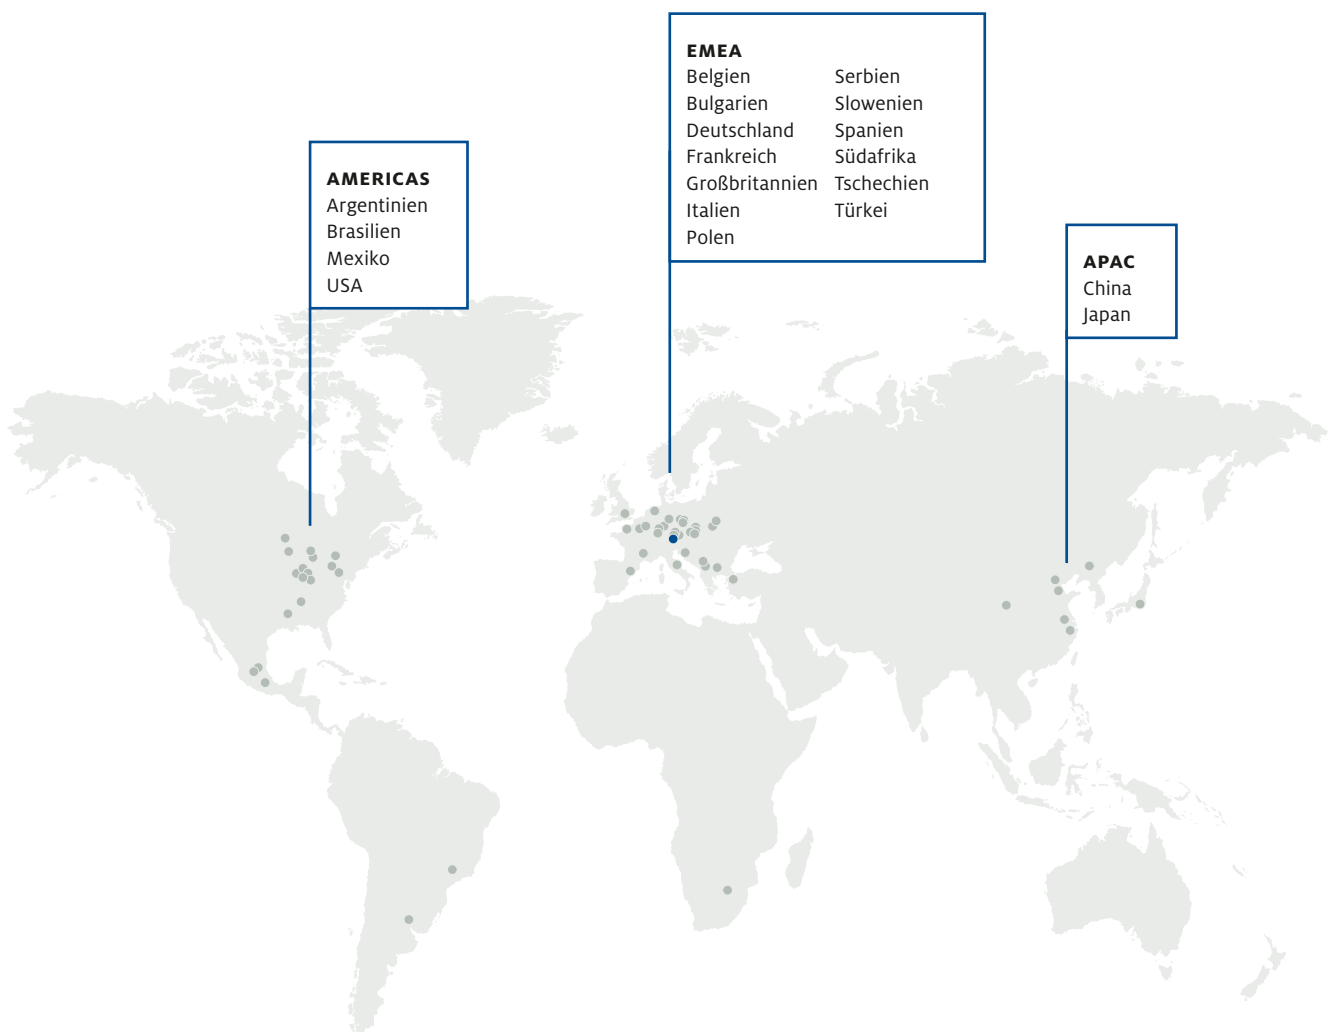 EMEA
Belgien
Bulgarien
Deutschland
Frankreich
Großbritannien
Italien
Polen
Serbien
Slowenien
Spanien
Südafrika
Tschechien
Türkei
AMERICAS
Argentinien
Brasilien
Mexiko
USA
APAC
China
Japan